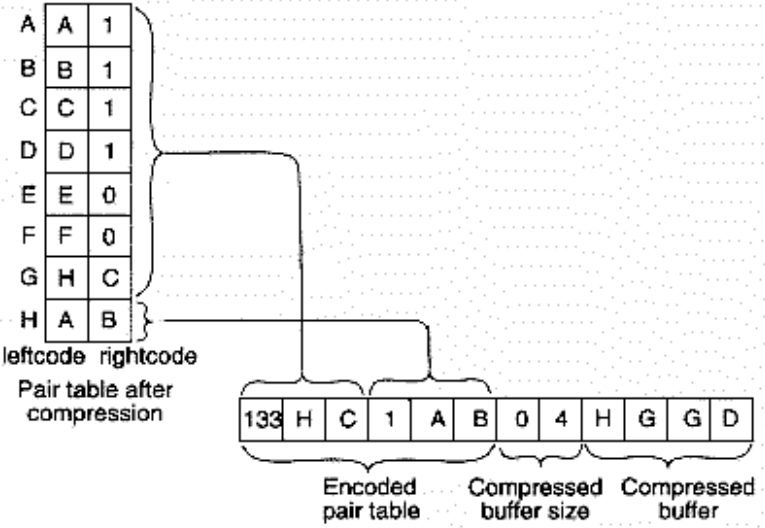 A A 1
B B 1
C C 1
D D 1
E E 0
F F 0
G H C
H A B
leftcode rightcode
Pair table after
compression
133 H C 1 A B 0 4 H G G D
Encoded
pair table
Compressed
buffer size
Compressed
buffer